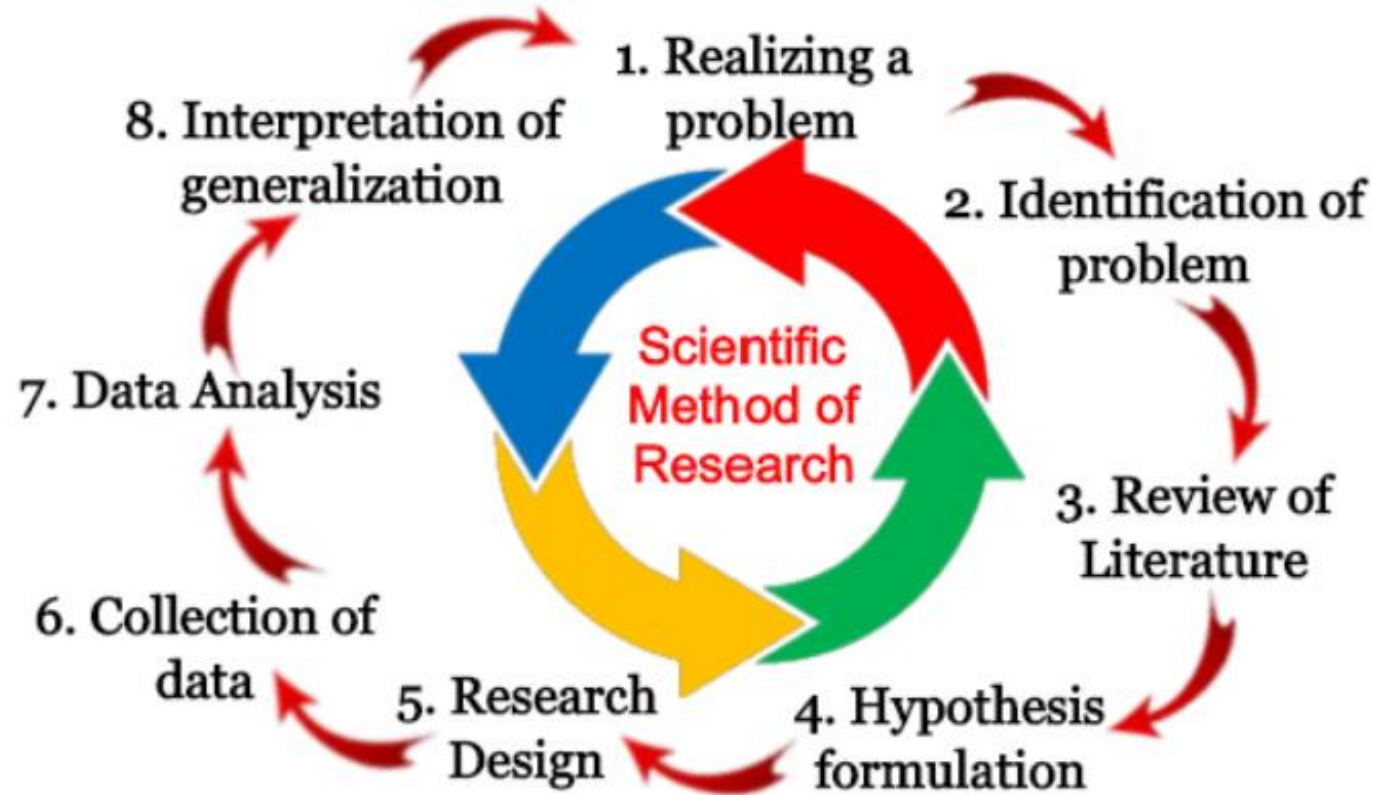 1. Realizing a
problem
2. Identification of
problem
3. Review of
Literature
4. Hypothesis
formulation
5. Research
Design
6. Collection of
data
7. Data Analysis
8. Interpretation of
generalization
Scientific
Method of
Research